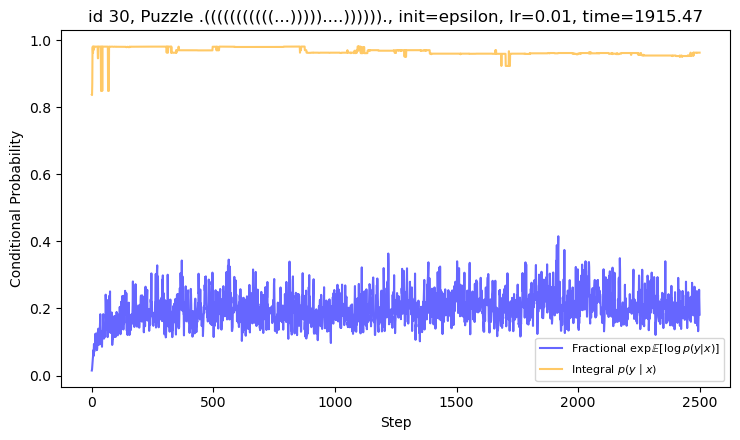 id 30, Puzzle .(((((((((((...)))))....))))))., init=epsilon, lr=0.01, time=1915.47
Conditional Probability
1.0
0.8
0.6
0.4
0.2
0.0
0
500
1000
1500
2000
2500
Step
Fractional exp𝔼[log p(y|x)]
Integral p(y | x)